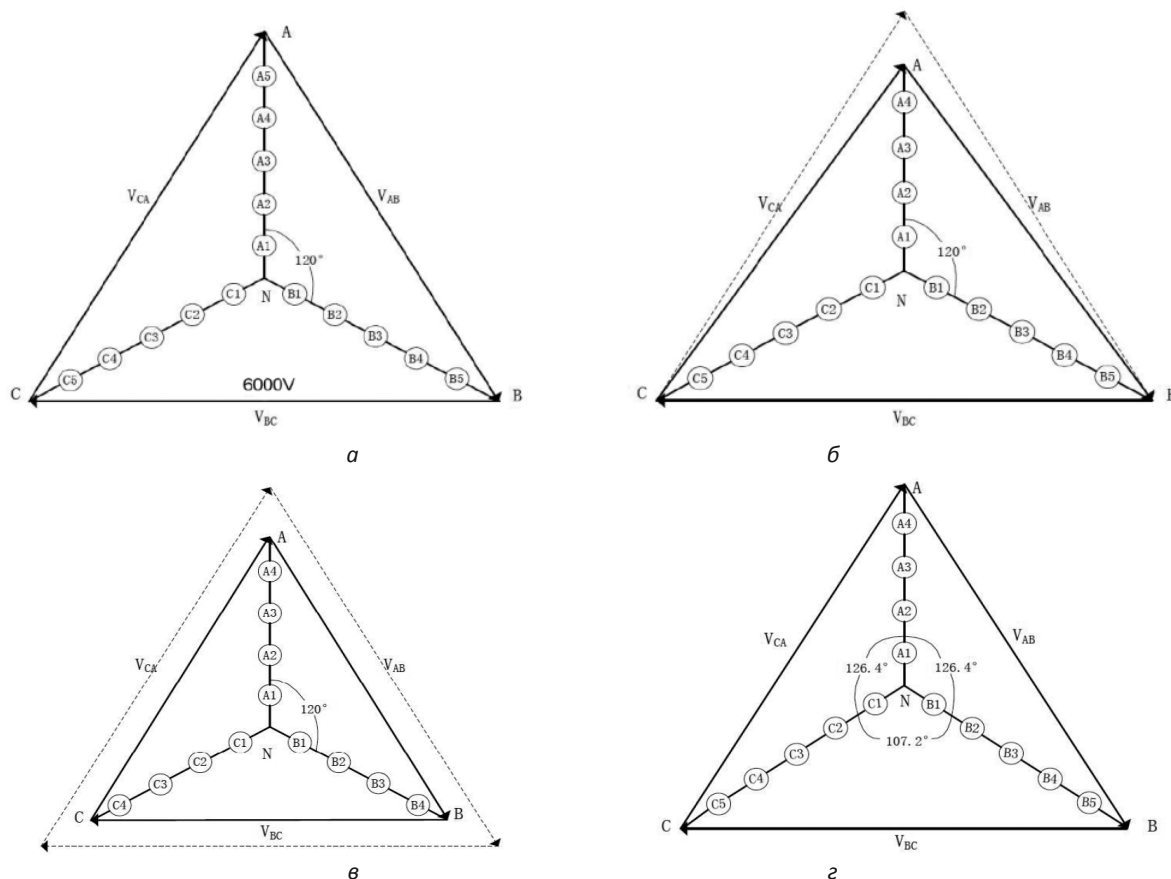 A
A5
A4
A3
A2
A1
V_CA
V_AB
120°
N
C1
C2
C3
C4
C5
B1
B2
B3
B4
B5
C
6000V
B
V_BC
а
A
A4
A3
A2
A1
V_CA
V_AB
120°
N
C1
C2
C3
C4
C5
B1
B2
B3
B4
B5
C
V_BC
б
A
A4
A3
A2
A1
V_CA
V_AB
120°
N
C1
C2
C3
C4
B1
B2
B3
B4
C
B
V_BC
в
A
A4
A3
A2
A1
V_CA
V_AB
126.4°
126.4°
107.2°
N
C1
C2
C3
C4
C5
B1
B2
B3
B4
B5
C
B
V_BC
г